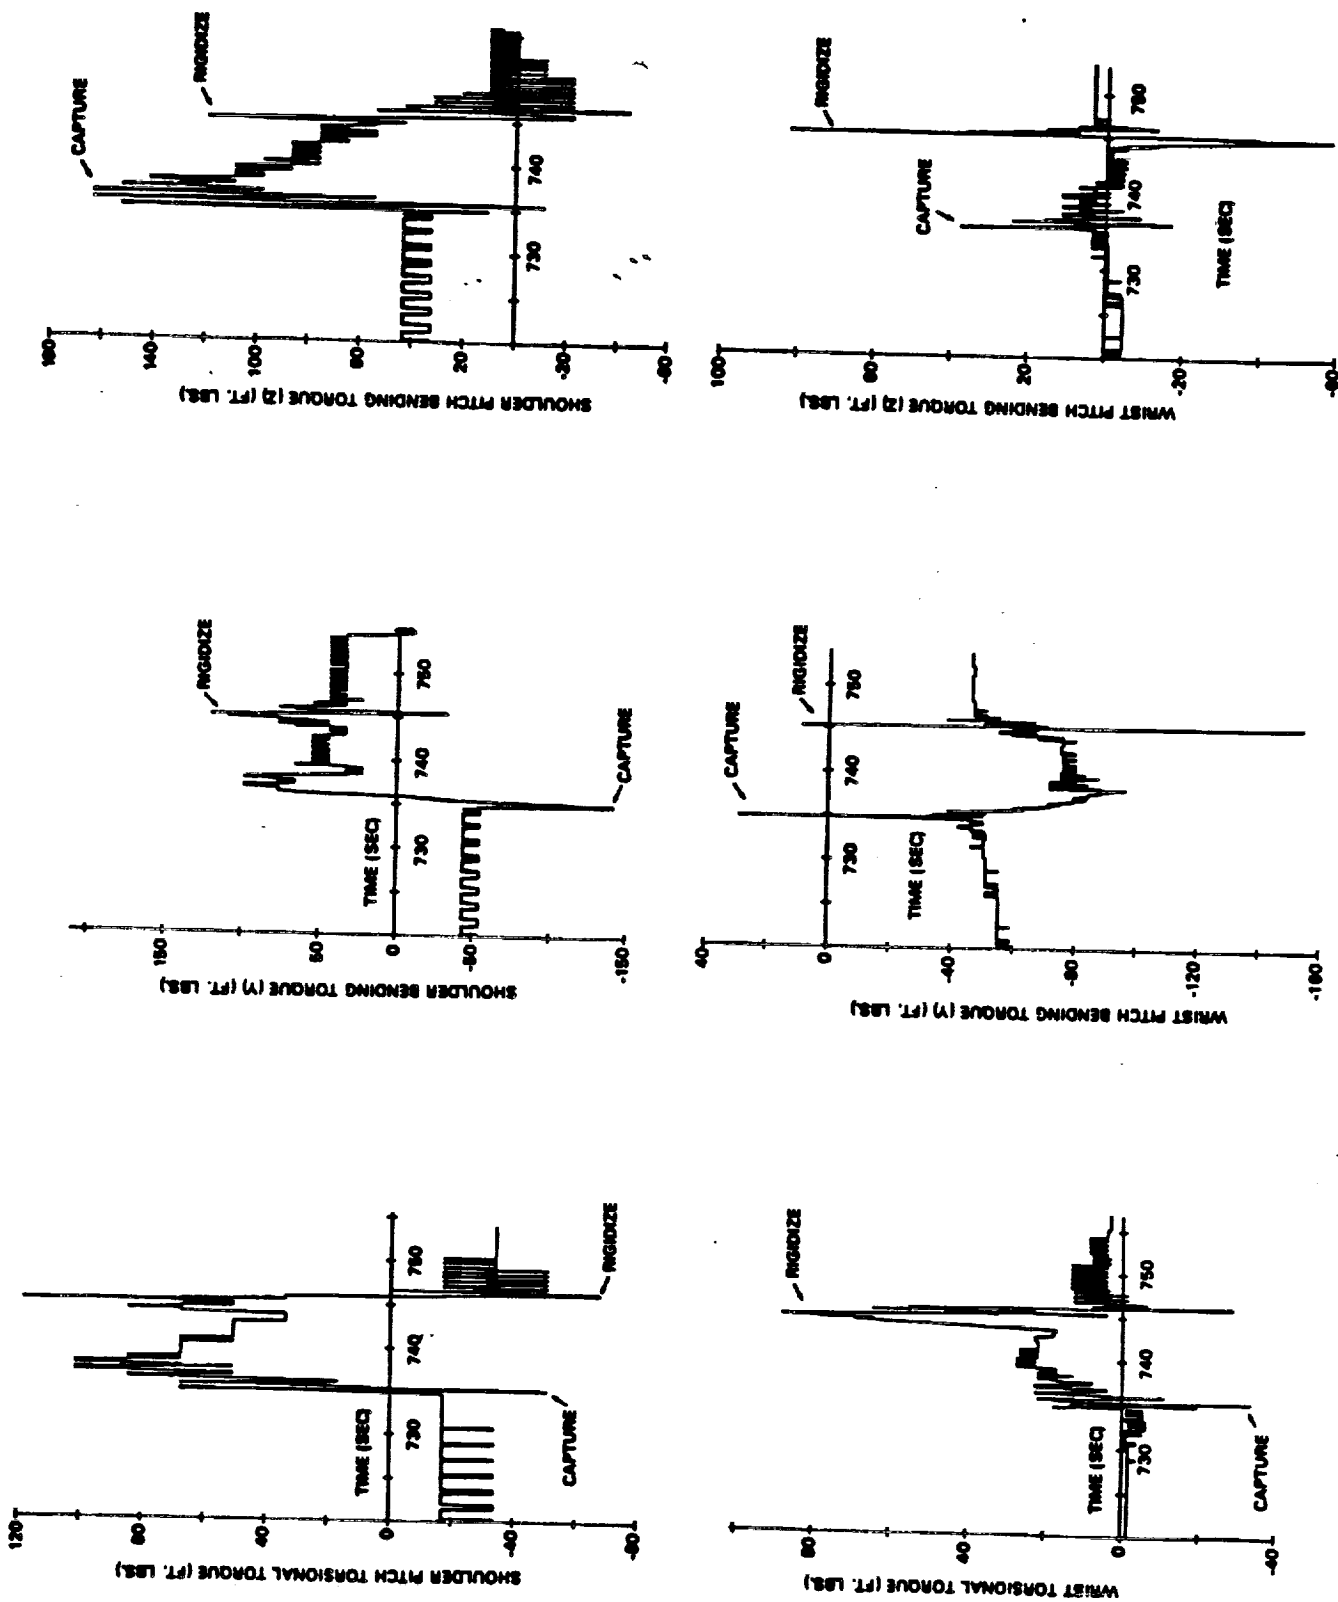 SHOULDER PITCH TORSIONAL TORQUE (FT. LBS.)
120
40
0
-40
-80
TIME (SEC)
730
740
750
CAPTURE
RIGIDIZE
SHOULDER BENDING TORQUE (Y) (FT. LBS.)
150
50
0
-50
-150
TIME (SEC)
730
740
750
CAPTURE
RIGIDIZE
SHOULDER PITCH BENDING TORQUE (Z) (FT. LBS.)
180
140
100
60
20
-20
-60
730
740
CAPTURE
RIGIDIZE
WRIST TORSIONAL TORQUE (FT. LBS.)
80
40
0
-40
TIME (SEC)
730
740
750
CAPTURE
RIGIDIZE
WRIST PITCH BENDING TORQUE (Y) (FT. LBS.)
40
0
-40
-80
-120
-160
TIME (SEC)
730
740
750
CAPTURE
RIGIDIZE
WRIST PITCH BENDING TORQUE (Z) (FT. LBS.)
100
60
20
-20
-60
TIME (SEC)
730
740
750
CAPTURE
RIGIDIZE